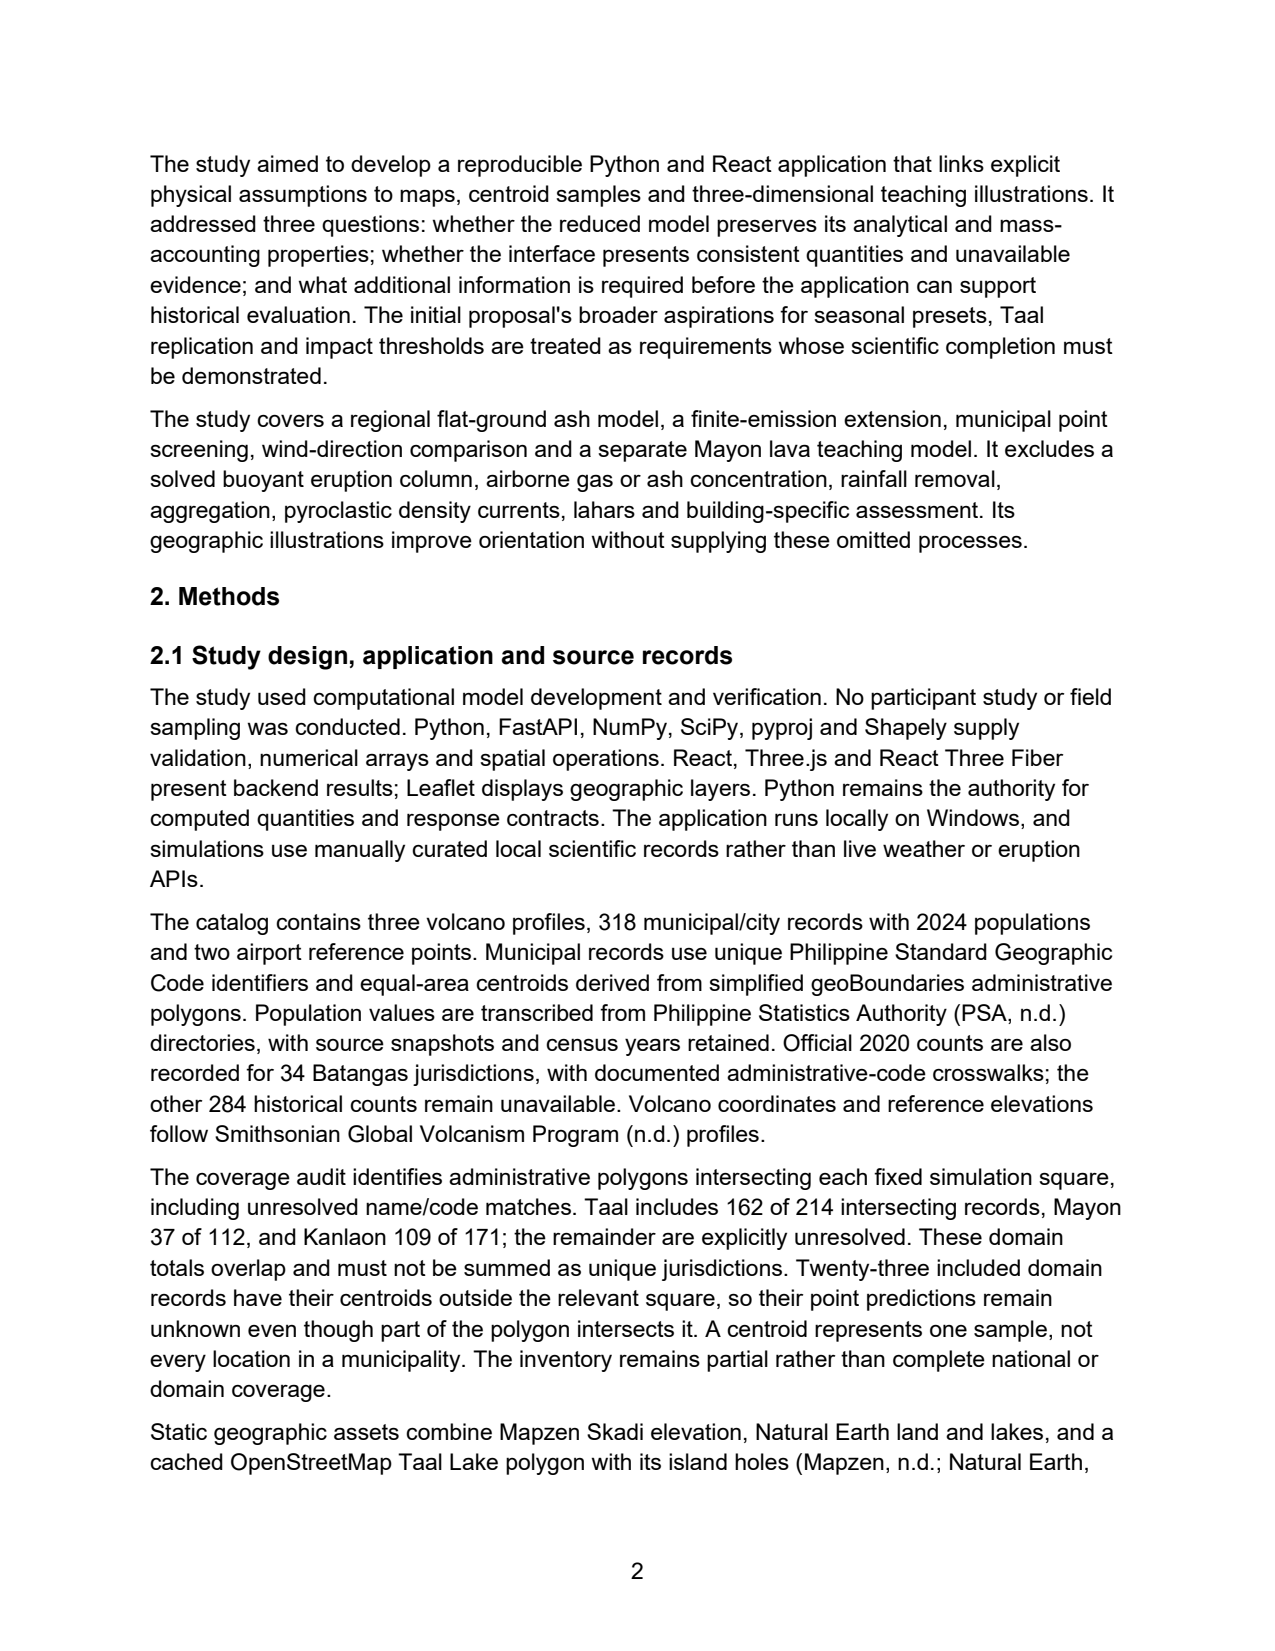 The study aimed to develop a reproducible Python and React application that links explicit
physical assumptions to maps, centroid samples and three-dimensional teaching illustrations. It
addressed three questions: whether the reduced model preserves its analytical and mass-
accounting properties; whether the interface presents consistent quantities and unavailable
evidence; and what additional information is required before the application can support
historical evaluation. The initial proposal's broader aspirations for seasonal presets, Taal
replication and impact thresholds are treated as requirements whose scientific completion must
be demonstrated.
The study covers a regional flat-ground ash model, a finite-emission extension, municipal point
screening, wind-direction comparison and a separate Mayon lava teaching model. It excludes a
solved buoyant eruption column, airborne gas or ash concentration, rainfall removal,
aggregation, pyroclastic density currents, lahars and building-specific assessment. Its
geographic illustrations improve orientation without supplying these omitted processes.
2. Methods
2.1 Study design, application and source records
The study used computational model development and verification. No participant study or field
sampling was conducted. Python, FastAPI, NumPy, SciPy, pyproj and Shapely supply
validation, numerical arrays and spatial operations. React, Three.js and React Three Fiber
present backend results; Leaflet displays geographic layers. Python remains the authority for
computed quantities and response contracts. The application runs locally on Windows, and
simulations use manually curated local scientific records rather than live weather or eruption
APIs.
The catalog contains three volcano profiles, 318 municipal/city records with 2024 populations
and two airport reference points. Municipal records use unique Philippine Standard Geographic
Code identifiers and equal-area centroids derived from simplified geoBoundaries administrative
polygons. Population values are transcribed from Philippine Statistics Authority (PSA, n.d.)
directories, with source snapshots and census years retained. Official 2020 counts are also
recorded for 34 Batangas jurisdictions, with documented administrative-code crosswalks; the
other 284 historical counts remain unavailable. Volcano coordinates and reference elevations
follow Smithsonian Global Volcanism Program (n.d.) profiles.
The coverage audit identifies administrative polygons intersecting each fixed simulation square,
including unresolved name/code matches. Taal includes 162 of 214 intersecting records, Mayon
37 of 112, and Kanlaon 109 of 171; the remainder are explicitly unresolved. These domain
totals overlap and must not be summed as unique jurisdictions. Twenty-three included domain
records have their centroids outside the relevant square, so their point predictions remain
unknown even though part of the polygon intersects it. A centroid represents one sample, not
every location in a municipality. The inventory remains partial rather than complete national or
domain coverage.
Static geographic assets combine Mapzen Skadi elevation, Natural Earth land and lakes, and a
cached OpenStreetMap Taal Lake polygon with its island holes (Mapzen, n.d.; Natural Earth,
2